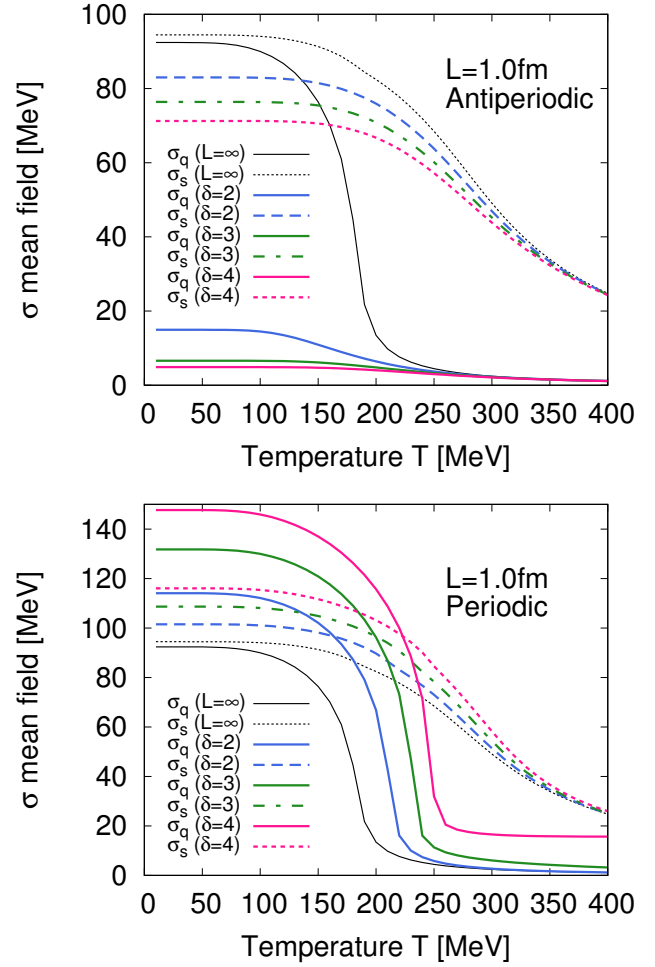 100
80
60
40
20
0
σ mean field [MeV]
L=1.0fm
Antiperiodic
σq (L=∞)
σs (L=∞)
σq (δ=2)
σs (δ=2)
σq (δ=3)
σs (δ=3)
σq (δ=4)
σs (δ=4)
0 50 100 150 200 250 300 350 400
Temperature T [MeV]
140
120
100
80
60
40
20
0
σ mean field [MeV]
L=1.0fm
Periodic
σq (L=∞)
σs (L=∞)
σq (δ=2)
σs (δ=2)
σq (δ=3)
σs (δ=3)
σq (δ=4)
σs (δ=4)
0 50 100 150 200 250 300 350 400
Temperature T [MeV]